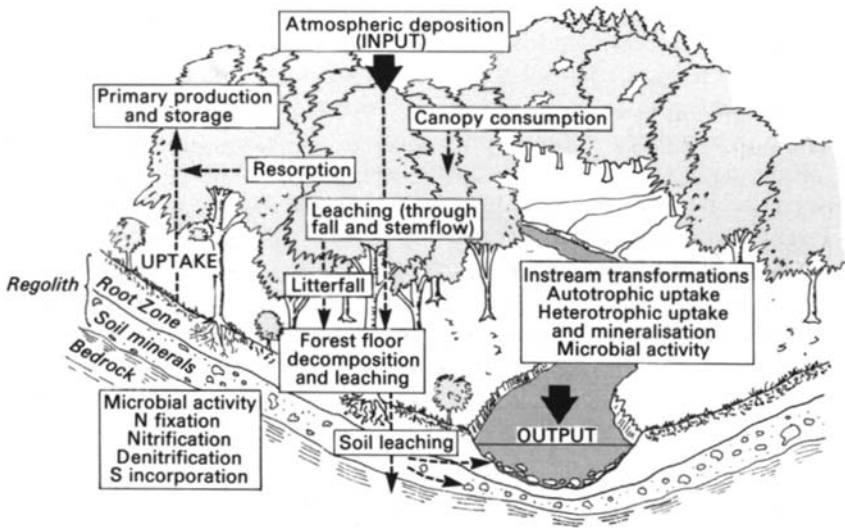 Atmospheric deposition
(INPUT)
Primary production
and storage
Canopy consumption
Resorption
Leaching (through
fall and stemflow)
UPTAKE
Instream transformations
Autotrophic uptake
Heterotrophic uptake
and mineralisation
Microbial activity
Regolith
Root Zone
Soil minerals
Bedrock
Litterfall
Forest floor
decomposition
and leaching
Microbial activity
N fixation
Nitrification
Denitrification
S incorporation
Soil leaching
OUTPUT